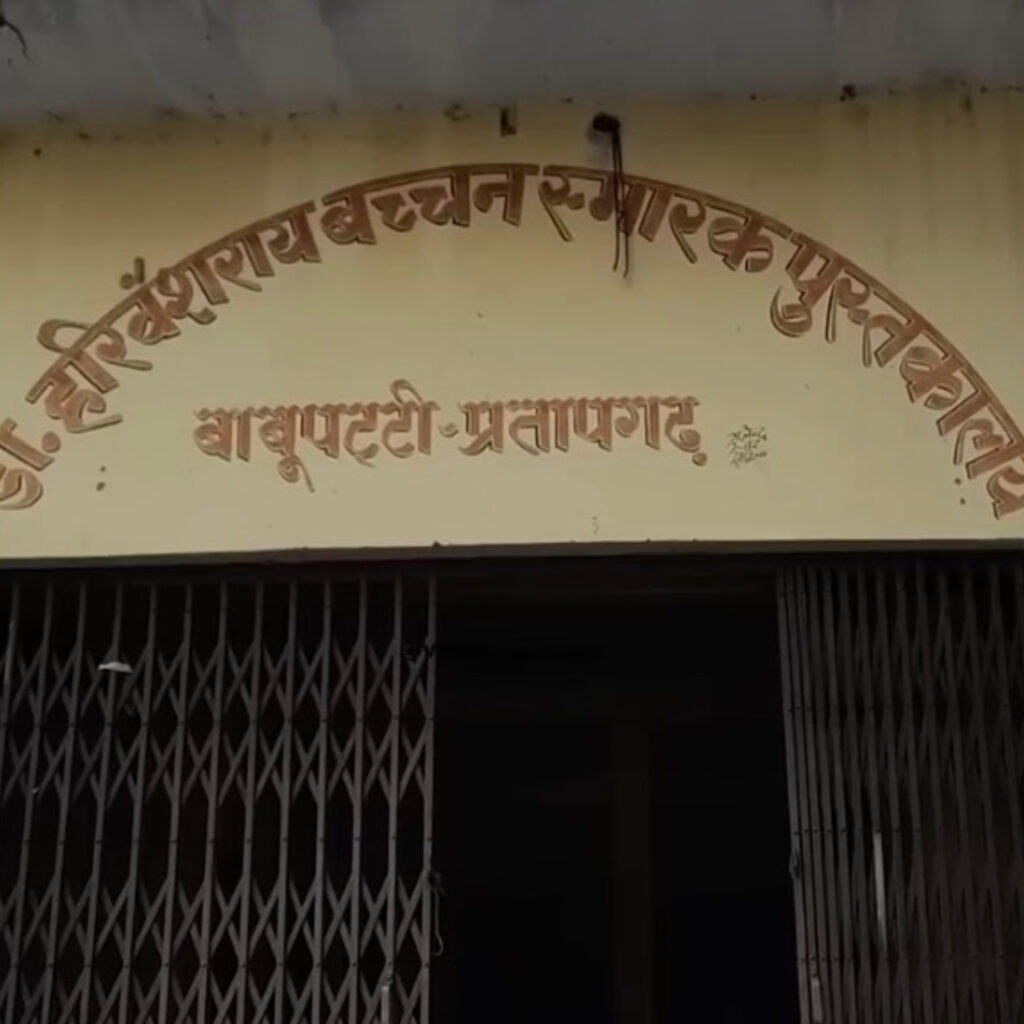 डा. हरिवंशराय बच्चन स्मारक पुस्तकालय
बाबूपट्टी-प्रतापगढ़